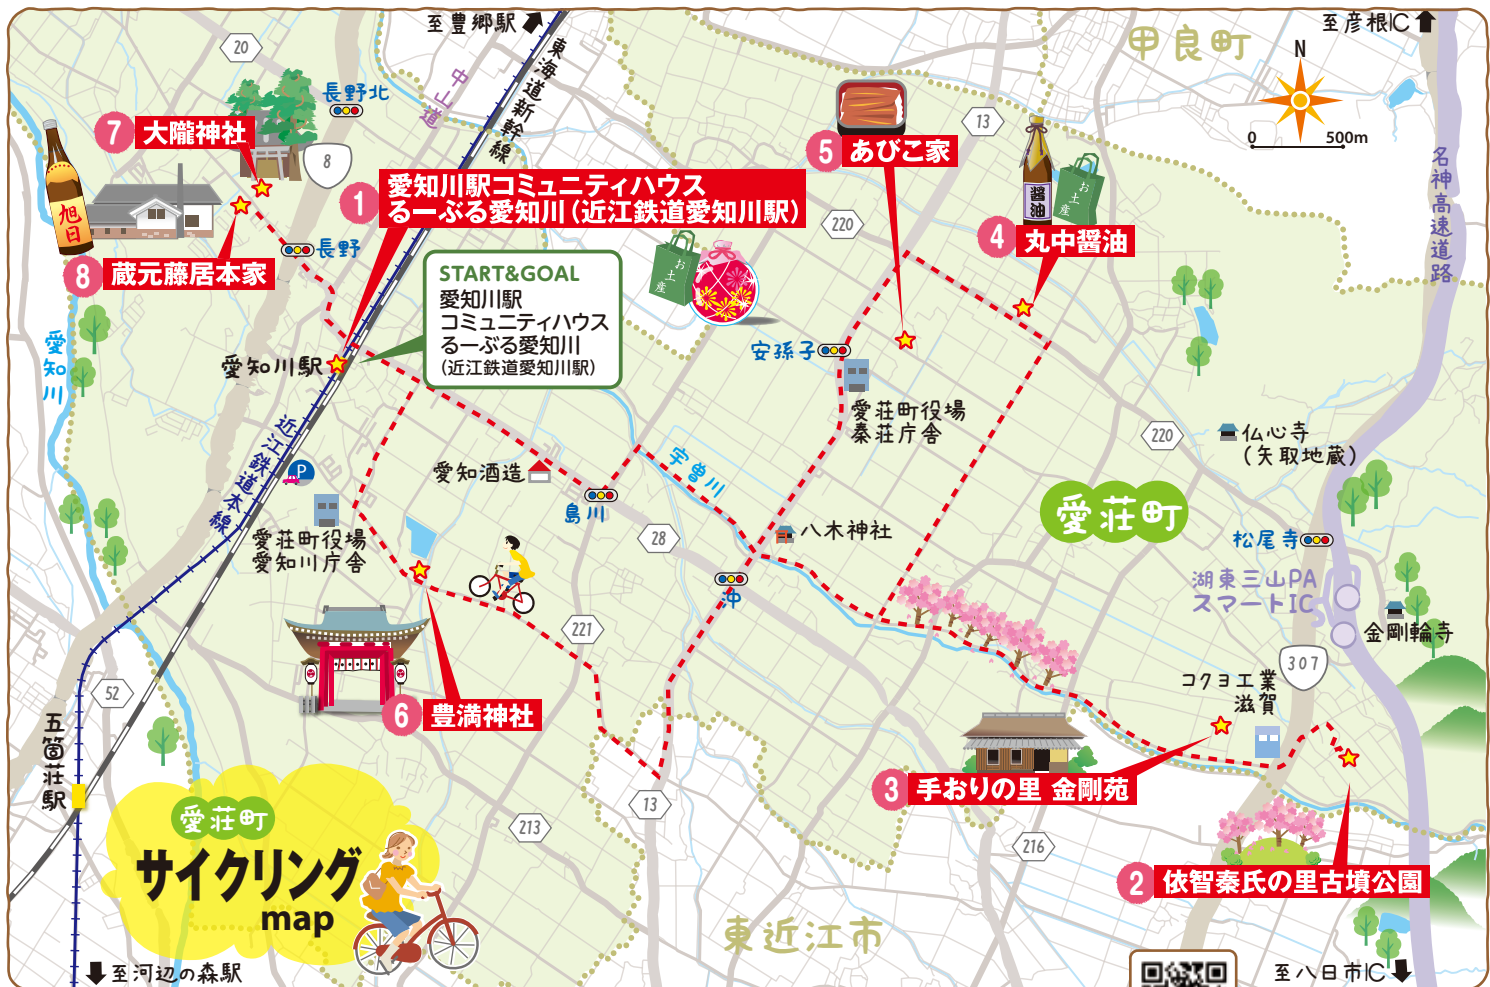 至豊郷駅
至彦根IC
甲良町
N
0 500m
20
長野北
中山道
東海道新幹線
13
7 大隴神社
8
5 あびこ家
名神高速道路
旭日
1 愛知川駅コミュニティハウス
るーぶる愛知川(近江鉄道愛知川駅)
醤油
お土産
220
4 丸中醤油
長野
8 蔵元藤居本家
START&GOAL
愛知川駅
コミュニティハウス
るーぶる愛知川
(近江鉄道愛知川駅)
お土産
愛知川
愛知川駅
安孫子
愛荘町役場
秦荘庁舎
220
仏心寺
(矢取地蔵)
近江鉄道本線
P
愛知酒造
宇曽川
島川
愛荘町
愛荘町役場
愛知川庁舎
28
八木神社
松尾寺
湖東三山PA
スマートIC
沖
金剛輪寺
221
307
52
コクヨ工業
滋賀
6 豊満神社
五箇荘駅
3 手おりの里 金剛苑
13
213
216
2 依智秦氏の里古墳公園
愛荘町
サイクリング
map
東近江市
至河辺の森駅
至八日市IC